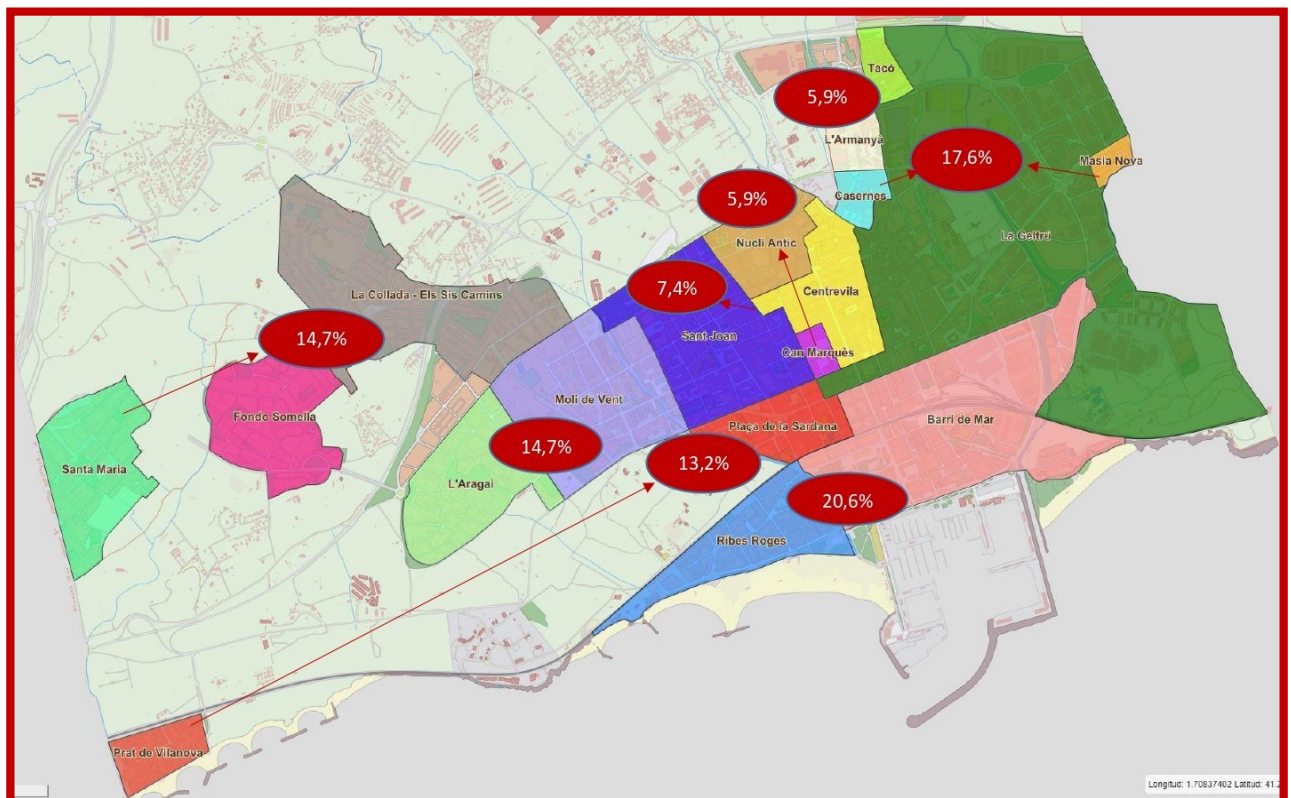 Tacó
5,9%
L'Armanyà
17,6%
Masia Nova
Casernes
5,9%
Nucli Antic
La Geltrú
7,4%
La Collada - Els Sis Camins
Centrevila
Sant Joan
14,7%
Can Marquès
Molí de Vent
Fondo Somella
Plaça de la Sardana
Barri de Mar
14,7%
13,2%
Santa Maria
L'Aragai
20,6%
Ribes Roges
Prat de Vilanova
Longitud: 1.70837402 Latitud: 41.2